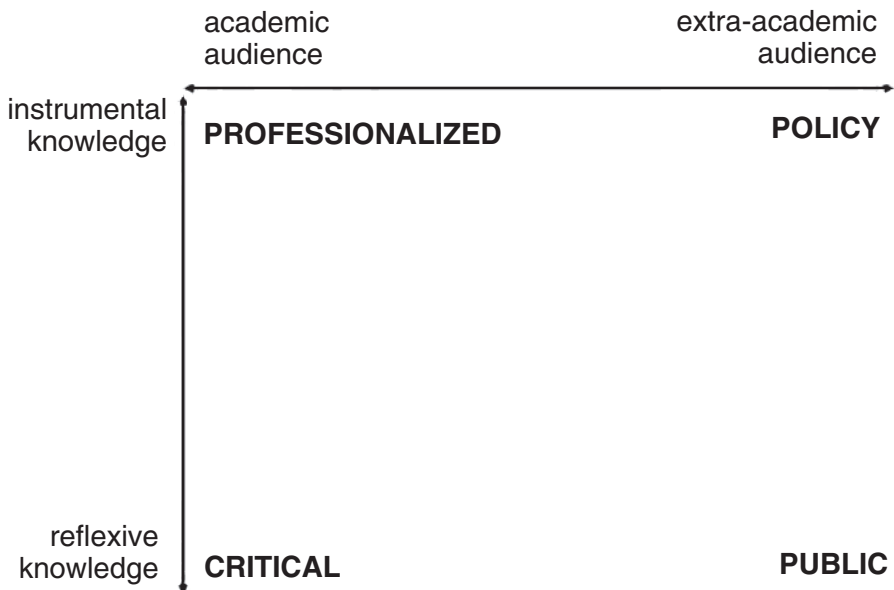 academic
audience
extra-academic
audience
instrumental
knowledge
PROFESSIONALIZED
POLICY
reflexive
knowledge
CRITICAL
PUBLIC